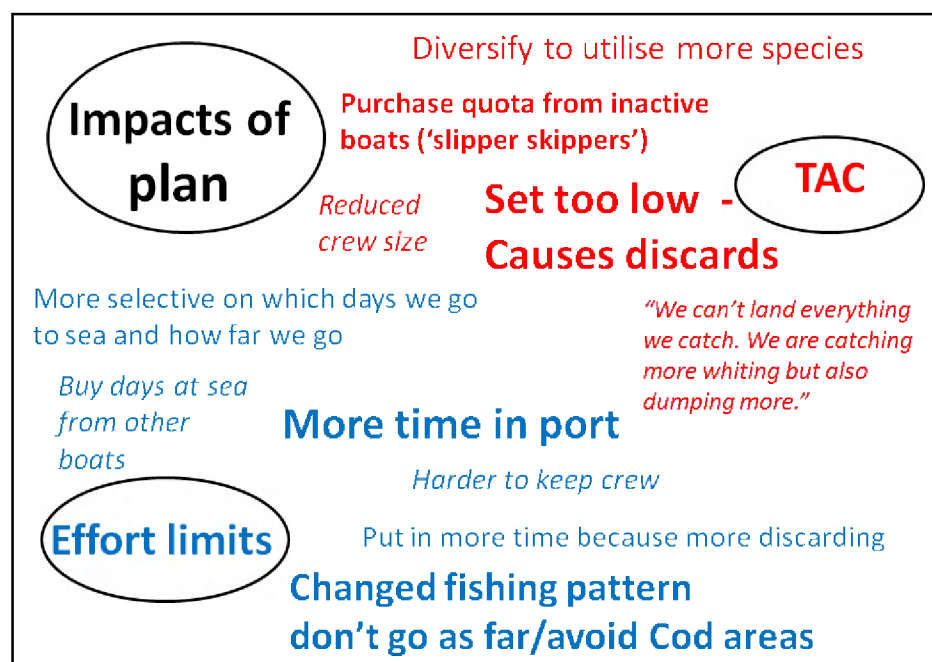 Diversify to utilise more species
Impacts of
plan
Purchase quota from inactive
boats (‘slipper skippers’)
TAC
Reduced
crew size
Set too low -
Causes discards
More selective on which days we go
to sea and how far we go
“We can’t land everything
we catch. We are catching
more whiting but also
dumping more.”
Buy days at sea
from other
boats
More time in port
Harder to keep crew
Effort limits
Put in more time because more discarding
Changed fishing pattern
don’t go as far/avoid Cod areas